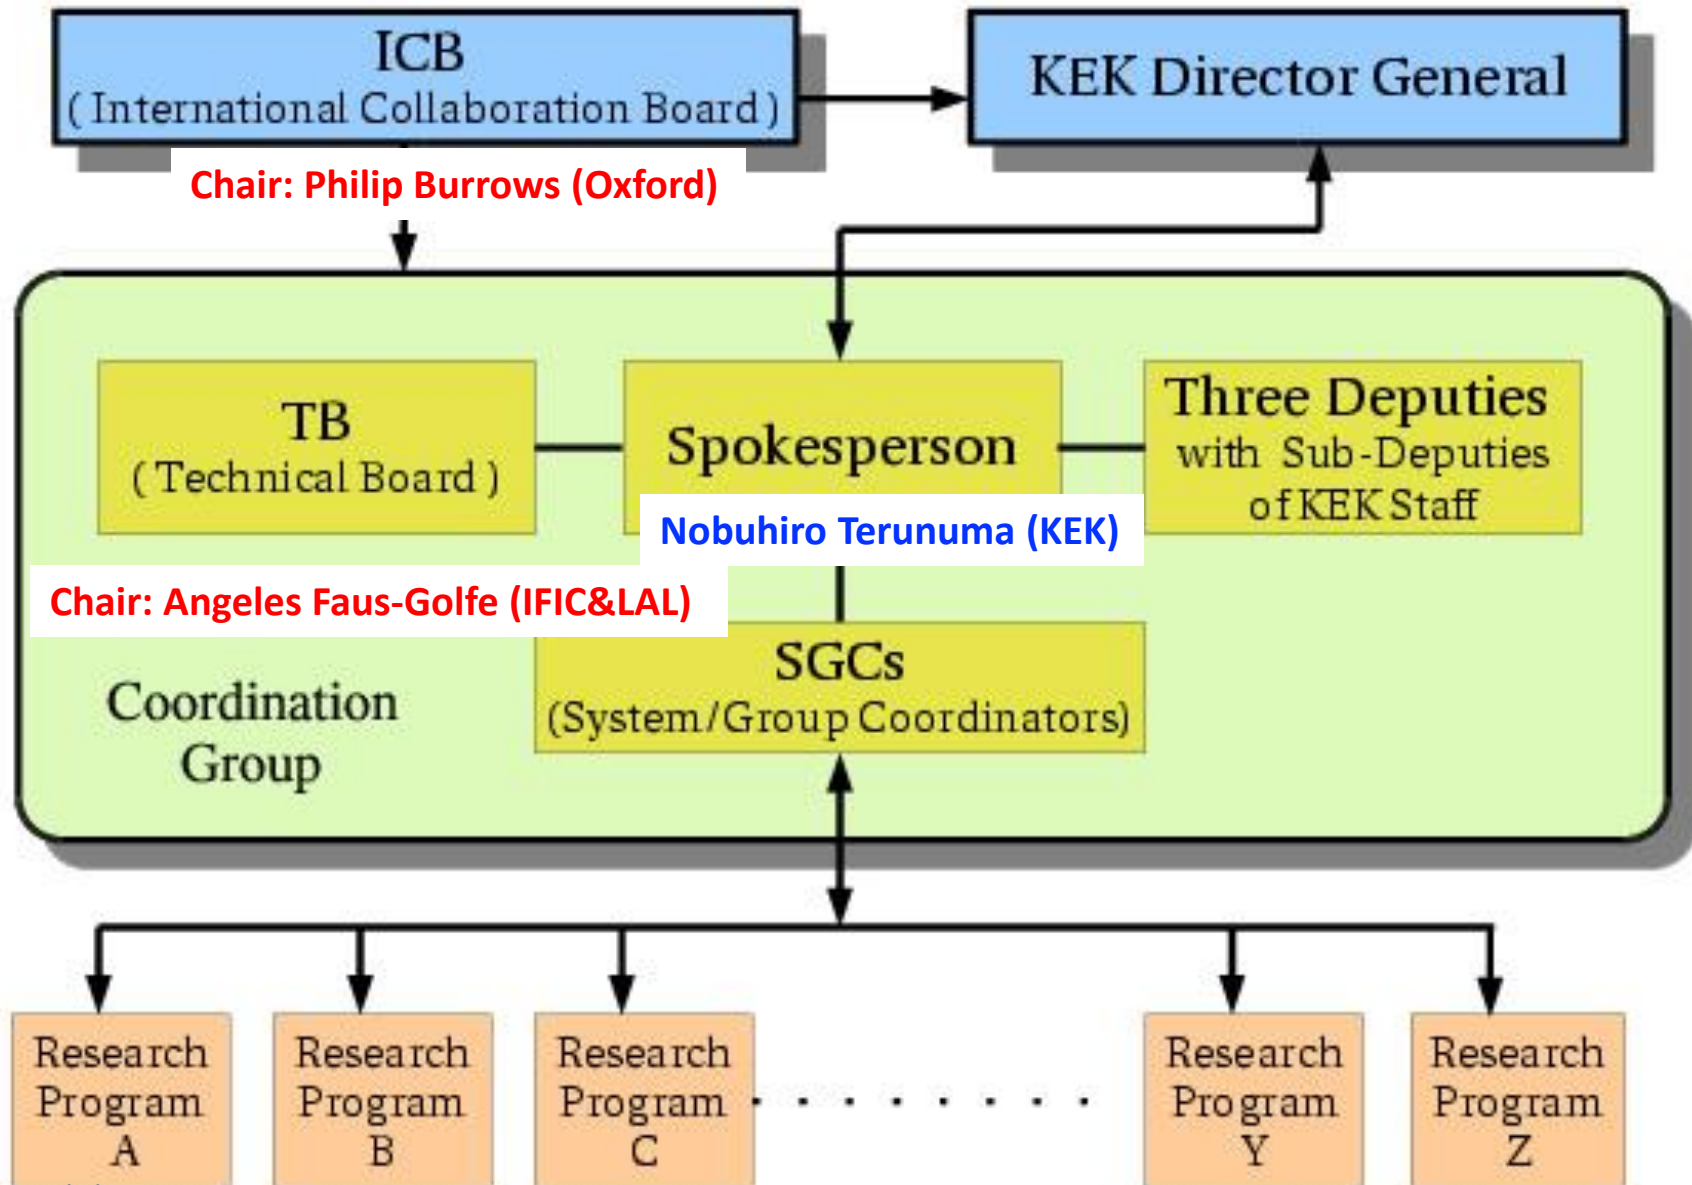 ICB
( International Collaboration Board )
KEK Director General
Chair: Philip Burrows (Oxford)
TB
( Technical Board )
Spokesperson
Three Deputies
with Sub-Deputies
of KEK Staff
Nobuhiro Terunuma (KEK)
Chair: Angeles Faus-Golfe (IFIC&LAL)
SGCs
(System/Group Coordinators)
Coordination
Group
Research
Program
A
Research
Program
B
Research
Program
C
. . . . . . . .
Research
Program
Y
Research
Program
Z